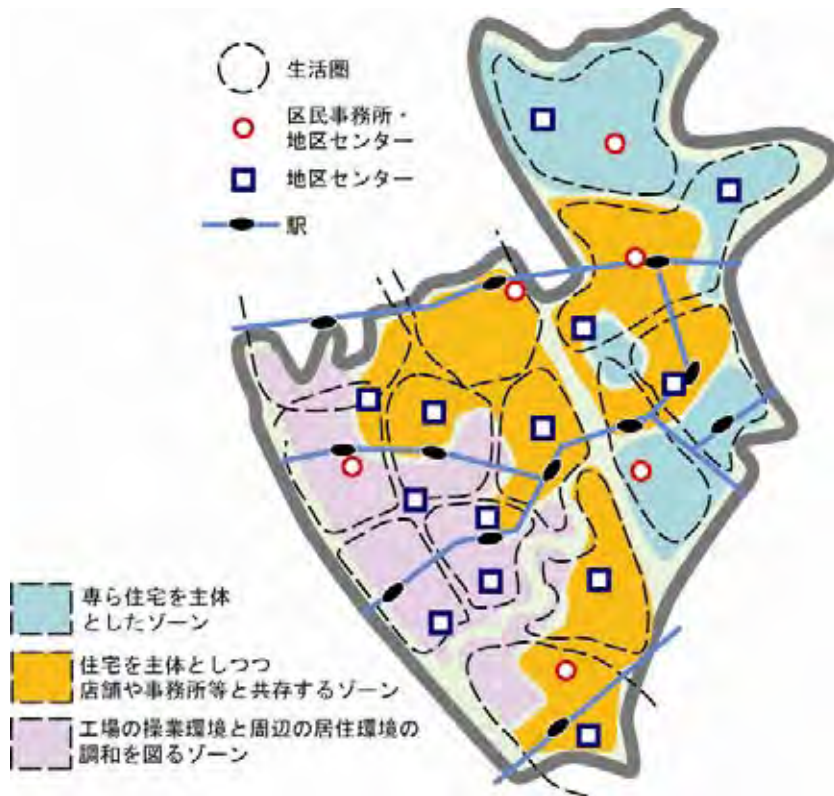 生活圏
区民事務所・
地区センター
地区センター
駅
専ら住宅を主体
としたゾーン
住宅を主体としつつ
店舗や事務所等と共存するゾーン
工場の操業環境と周辺の居住環境の
調和を図るゾーン